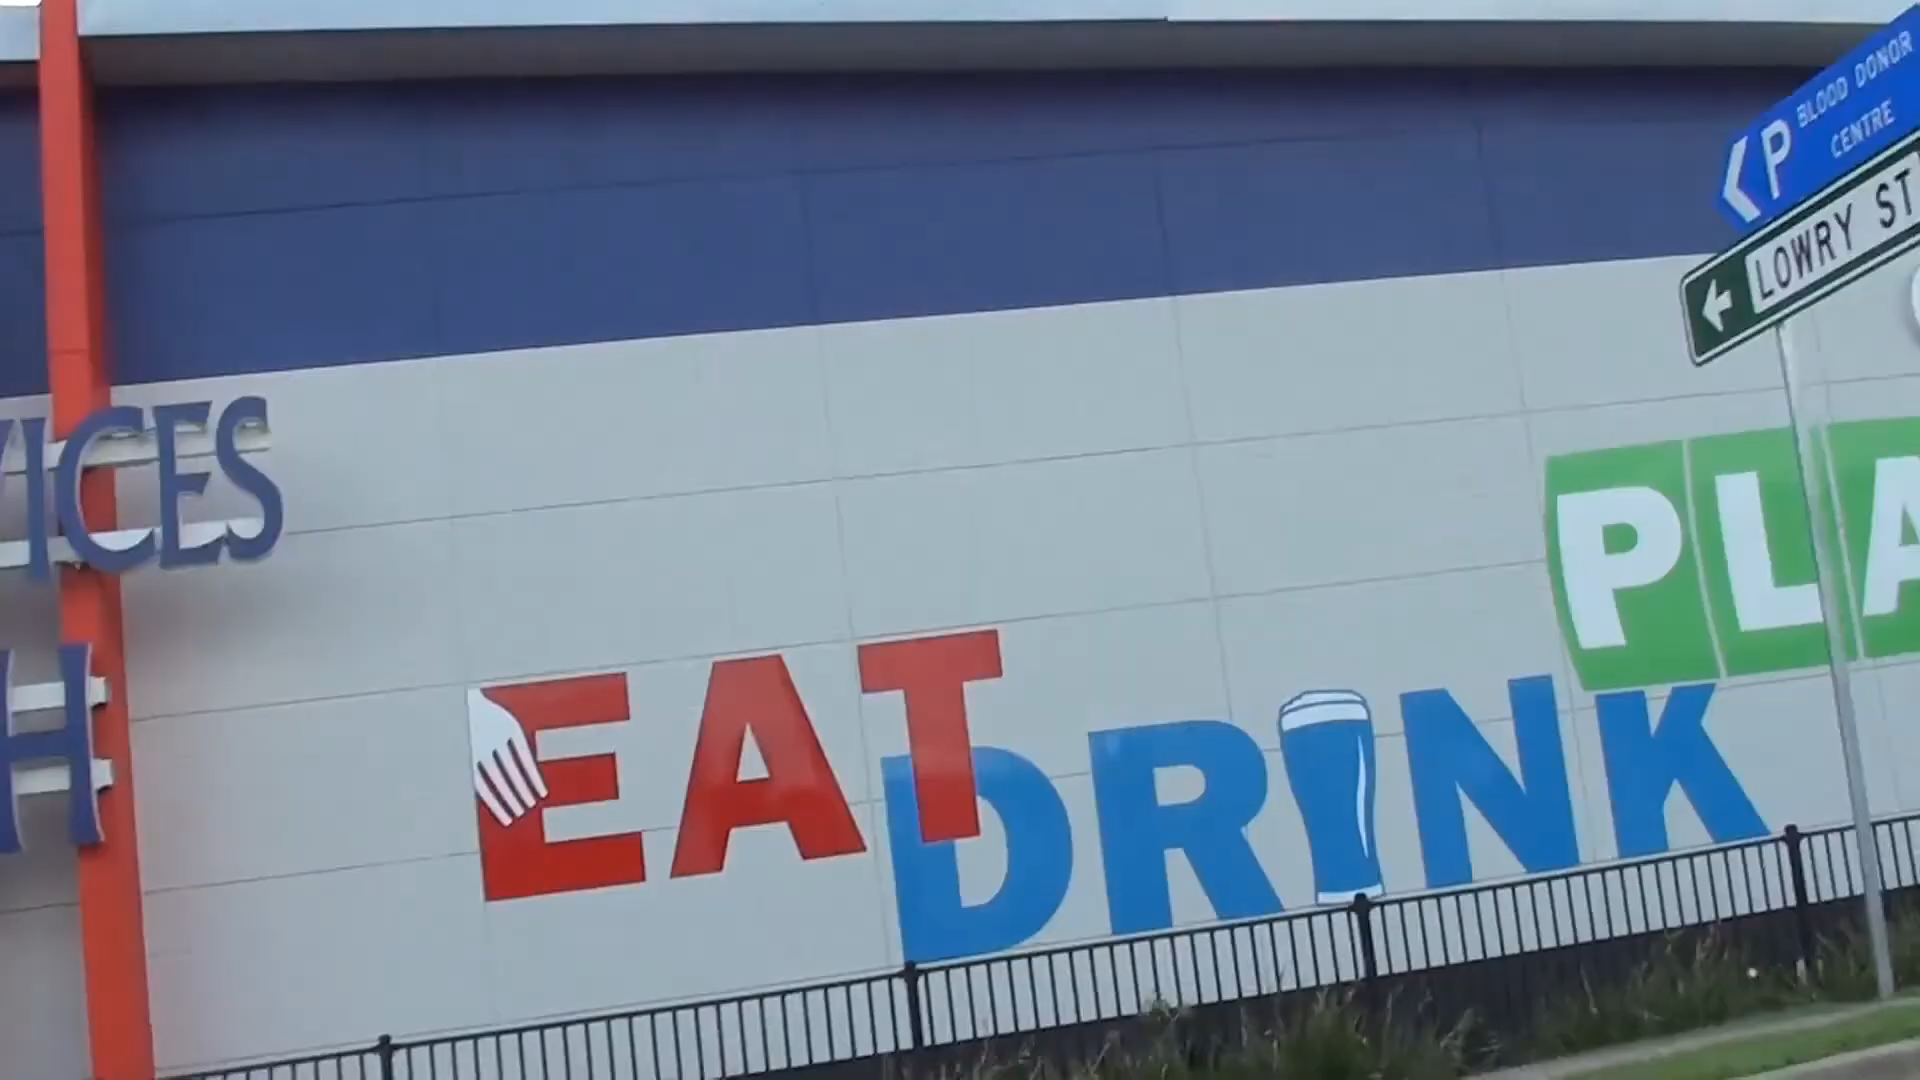 BLOOD DONOR
P CENTRE
LOWRY ST
VICES
H
PLA
EAT
DRINK